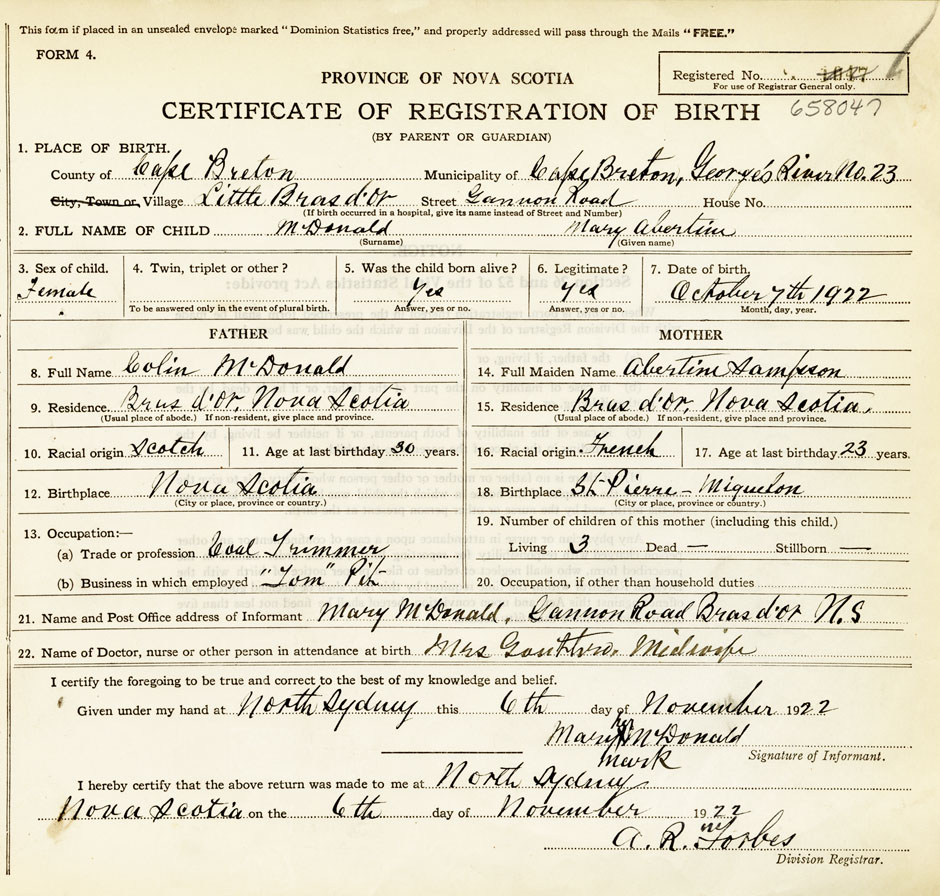 This form if placed in an unsealed envelope marked "Dominion Statistics free," and properly addressed will pass through the Mails "FREE."
FORM 4.
PROVINCE OF NOVA SCOTIA
Registered No.
For use of Registrar General only.
CERTIFICATE OF REGISTRATION OF BIRTH 658047
(BY PARENT OR GUARDIAN)
1. PLACE OF BIRTH.
County of Cape Breton Municipality of Cape Breton, George's River No. 23
City, Town or Village Little Bras d'or Street Gannon Road House No.
(If birth occurred in a hospital, give its name instead of Street and Number)
2. FULL NAME OF CHILD McDonald Mary Abertine
(Surname) (Given name)
3. Sex of child. 4. Twin, triplet or other? 5. Was the child born alive? 6. Legitimate? 7. Date of birth.
Female Yes Yes October 7th 1922
To be answered only in the event of plural birth. Answer, yes or no. Answer, yes or no. Month, day, year.
FATHER MOTHER
8. Full Name Colin McDonald 14. Full Maiden Name Abertine Sampson
9. Residence. Bras d'or, Nova Scotia 15. Residence Bras d'or, Nova Scotia.
(Usual place of abode.) If non-resident, give place and province. (Usual place of abode.) If non-resident, give place and province.
10. Racial origin Scotch 11. Age at last birthday 30 years. 16. Racial origin French 17. Age at last birthday 23 years.
12. Birthplace Nova Scotia 18. Birthplace St. Pierre - Miquelon
(City or place, province or country.) (City or place, province or country.)
13. Occupation:— 19. Number of children of this mother (including this child.)
(a) Trade or profession Coal Trimmer Living 3 Dead — Stillborn —
(b) Business in which employed "Tom" Pit 20. Occupation, if other than household duties
21. Name and Post Office address of Informant Mary McDonald, Gannon Road Bras d'or N.S
22. Name of Doctor, nurse or other person in attendance at birth Mrs Midwife
I certify the foregoing to be true and correct to the best of my knowledge and belief.
Given under my hand at North Sydney this 6th day of November 1922
Mary her McDonald
mark
Signature of Informant.
I hereby certify that the above return was made to me at North Sydney
Nova Scotia on the 6th day of November 1922
A. R. Forbes
Division Registrar.